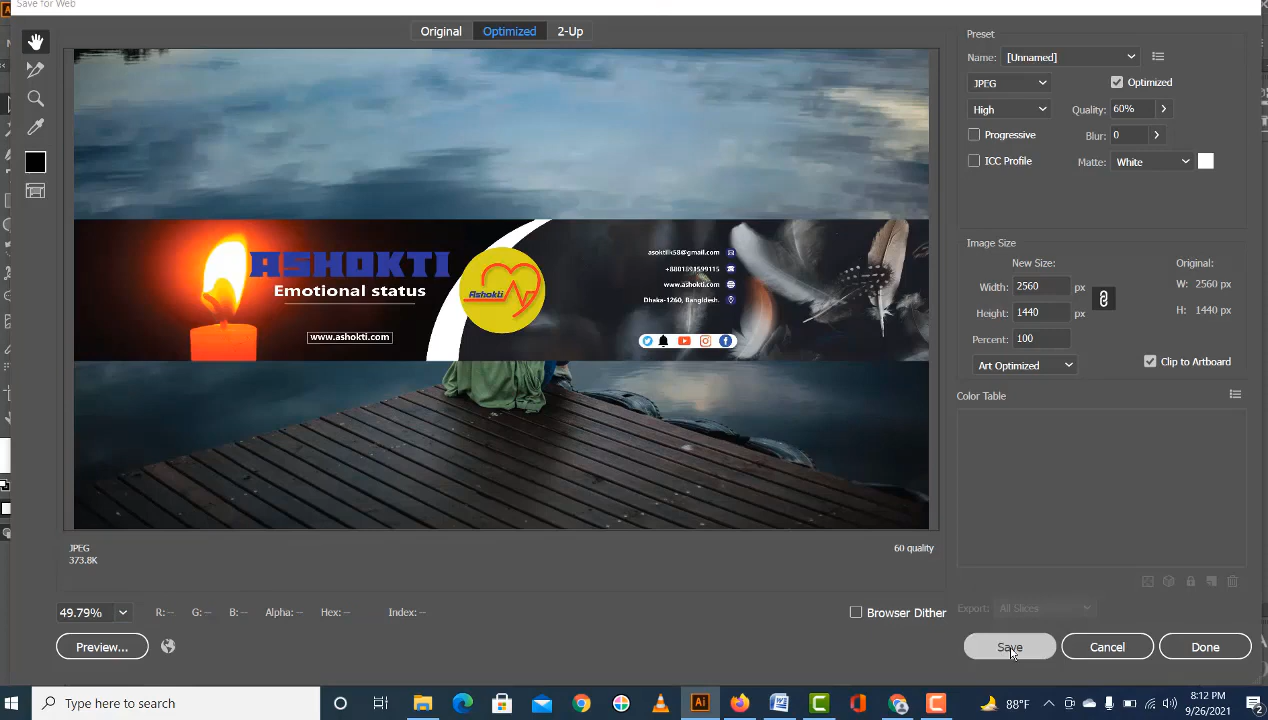 Save for Web
Original Optimized 2-Up
Preset
Name: [Unnamed]
JPEG Optimized
High Quality: 60%
Progressive Blur: 0
ICC Profile Matte: White
Image Size
New Size: Original:
Width: 2560 px W: 2560 px
Height: 1440 px H: 1440 px
Percent: 100
Art Optimized Clip to Artboard
Color Table
ASHOKTI
Emotional status
www.ashokti.com
Ashokti
+8801891599115
www.ashokti.com
Dhaka-1260, Bangldesh.
JPEG 60 quality
373.8K
49.79% R: -- G: -- B: -- Alpha: -- Hex: -- Index: --
Browser Dither
Export: All Slices
Preview... Save Cancel Done
Type here to search
Ai
88°F
8:12 PM
9/26/2021
2